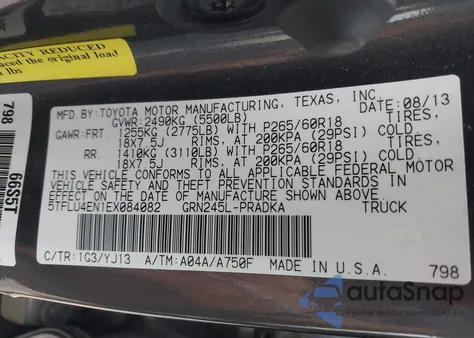 ACITY REDUCED
aced the original load
lbs
798
66S5T
MFD.BY:TOYOTA MOTOR MANUFACTURING, TEXAS, INC.
GVWR:2490KG (5500LB) DATE:08/13
GAWR:FRT. 1255KG (2775LB) WITH P265/60R18 TIRES,
18X7.5J RIMS, AT 200KPA (29PSI) COLD
RR. 1410KG (3110LB) WITH P265/60R18 TIRES,
18X7.5J RIMS, AT 200KPA (29PSI) COLD
THIS VEHICLE CONFORMS TO ALL APPLICABLE FEDERAL MOTOR
VEHICLE SAFETY AND THEFT PREVENTION STANDARDS IN
EFFECT ON THE DATE OF MANUFACTURE SHOWN ABOVE.
5TFLU4EN1EX084082 GRN245L-PRADKA TRUCK
C/TR:1G3/YJ13 A/TM:A04A/A750F MADE IN U.S.A. 798
autoSnap